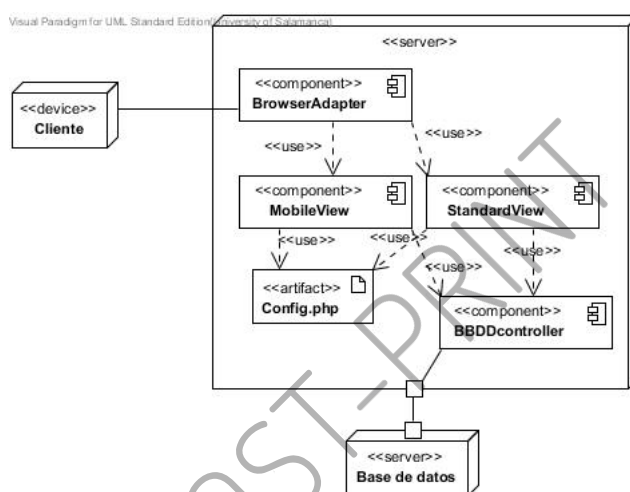 Visual Paradigm for UML Standard Edition(University of Salamanca)
<<server>>
<<component>>
BrowserAdapter
<<device>>
Cliente
<<use>>
<<use>>
<<component>>
MobileView
<<component>>
StandardView
<<use>>
<<use>>
<<use>>
<<use>>
<<artifact>>
Config.php
<<component>>
BBDDcontroller
<<server>>
Base de datos
POST-PRINT